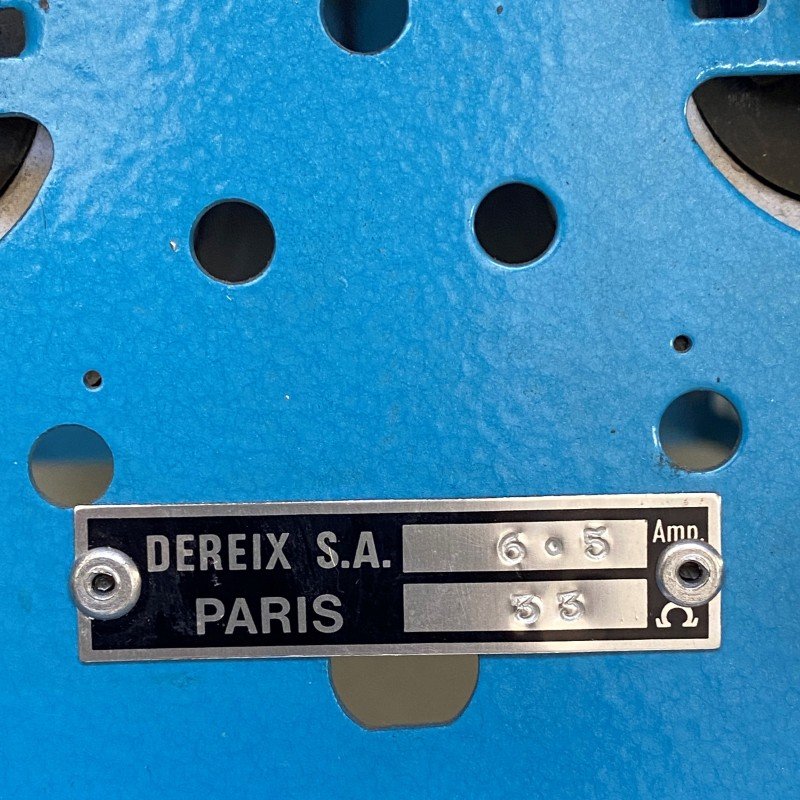 DEREIX S.A. 6.5 Amp.
PARIS 33 Ω